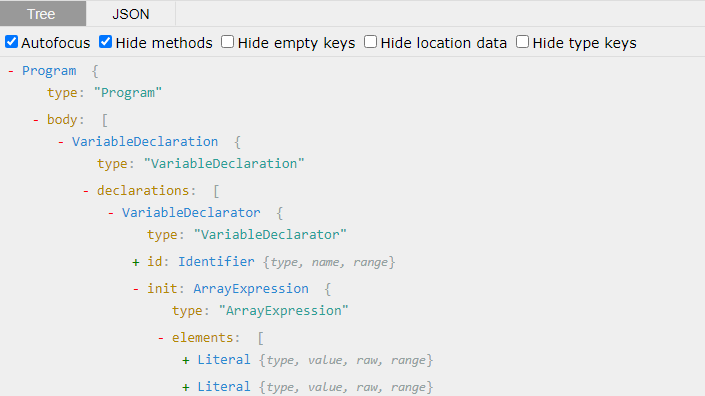 Tree JSON
Autofocus Hide methods Hide empty keys Hide location data Hide type keys
- Program {
type: "Program"
- body: [
- VariableDeclaration {
type: "VariableDeclaration"
- declarations: [
- VariableDeclarator {
type: "VariableDeclarator"
+ id: Identifier {type, name, range}
- init: ArrayExpression {
type: "ArrayExpression"
- elements: [
+ Literal {type, value, raw, range}
+ Literal {type, value, raw, range}